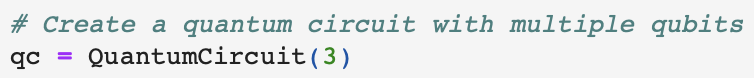 # Create a quantum circuit with multiple qubits
qc = QuantumCircuit(3)